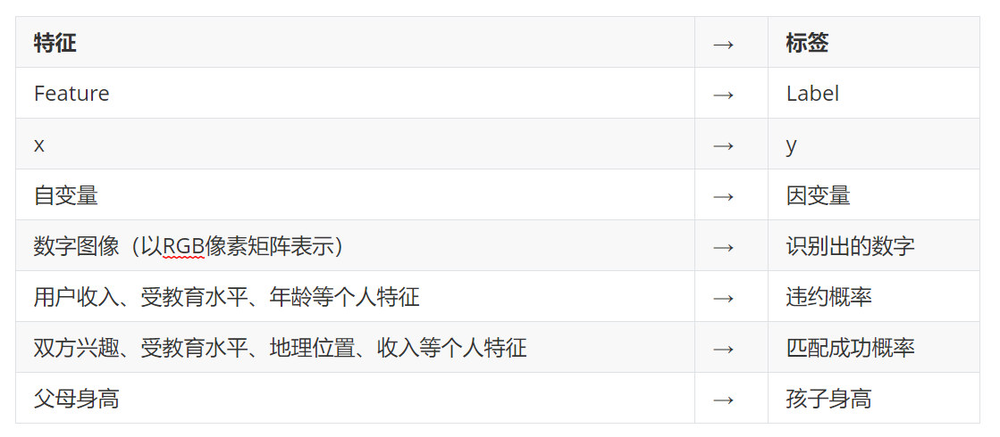 特征 → 标签
Feature → Label
x → y
自变量 → 因变量
数字图像（以RGB像素矩阵表示） → 识别出的数字
用户收入、受教育水平、年龄等个人特征 → 违约概率
双方兴趣、受教育水平、地理位置、收入等个人特征 → 匹配成功概率
父母身高 → 孩子身高